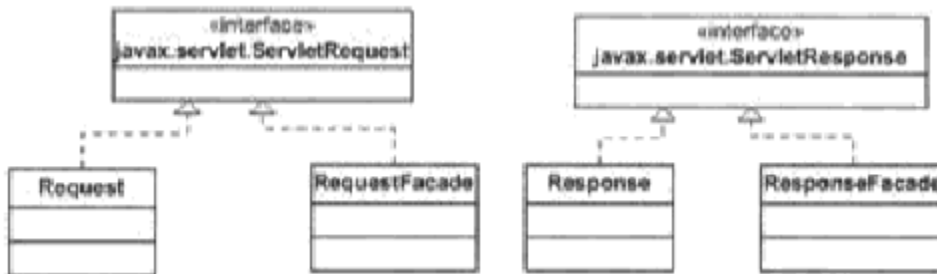 «interface»
javax.servlet.ServletRequest
«interface»
javax.servlet.ServletResponse
Request
RequestFacade
Response
ResponseFacade